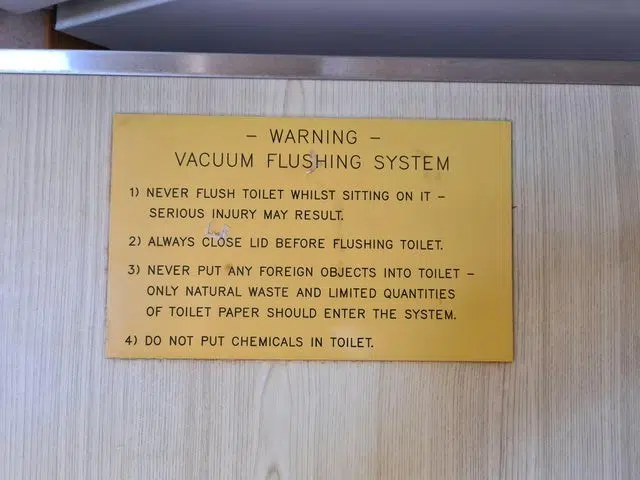 – WARNING –
VACUUM FLUSHING SYSTEM
1) NEVER FLUSH TOILET WHILST SITTING ON IT –
SERIOUS INJURY MAY RESULT.
2) ALWAYS CLOSE LID BEFORE FLUSHING TOILET.
3) NEVER PUT ANY FOREIGN OBJECTS INTO TOILET –
ONLY NATURAL WASTE AND LIMITED QUANTITIES
OF TOILET PAPER SHOULD ENTER THE SYSTEM.
4) DO NOT PUT CHEMICALS IN TOILET.